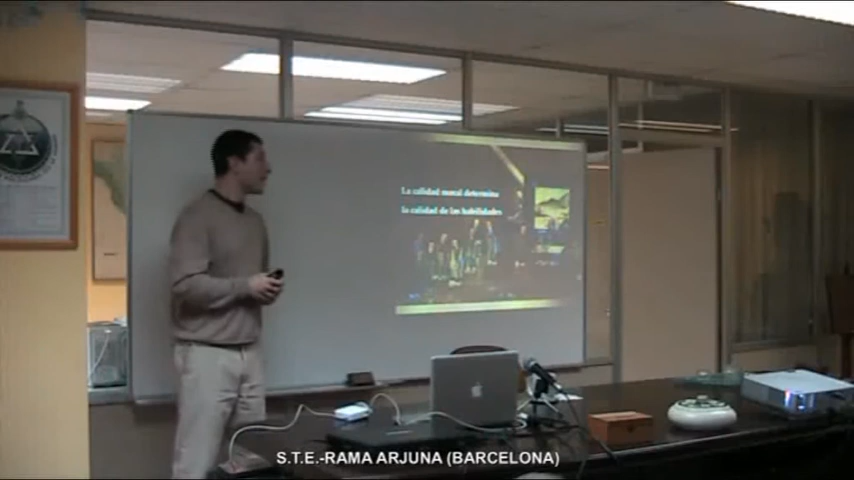 La calidad moral determina
la calidad de las habilidades
S.T.E.-RAMA ARJUNA (BARCELONA)